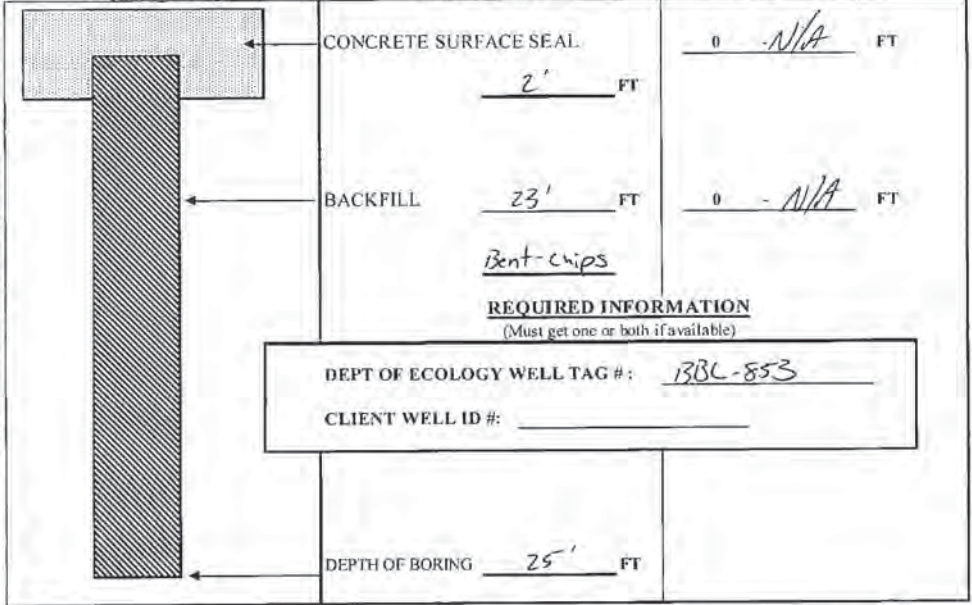 CONCRETE SURFACE SEAL 0 - N/A FT
2' FT
BACKFILL 23' FT 0 - N/A FT
Bent-chips
REQUIRED INFORMATION
(Must get one or both if available)
DEPT OF ECOLOGY WELL TAG #: BBL-853
CLIENT WELL ID #:
DEPTH OF BORING 25' FT